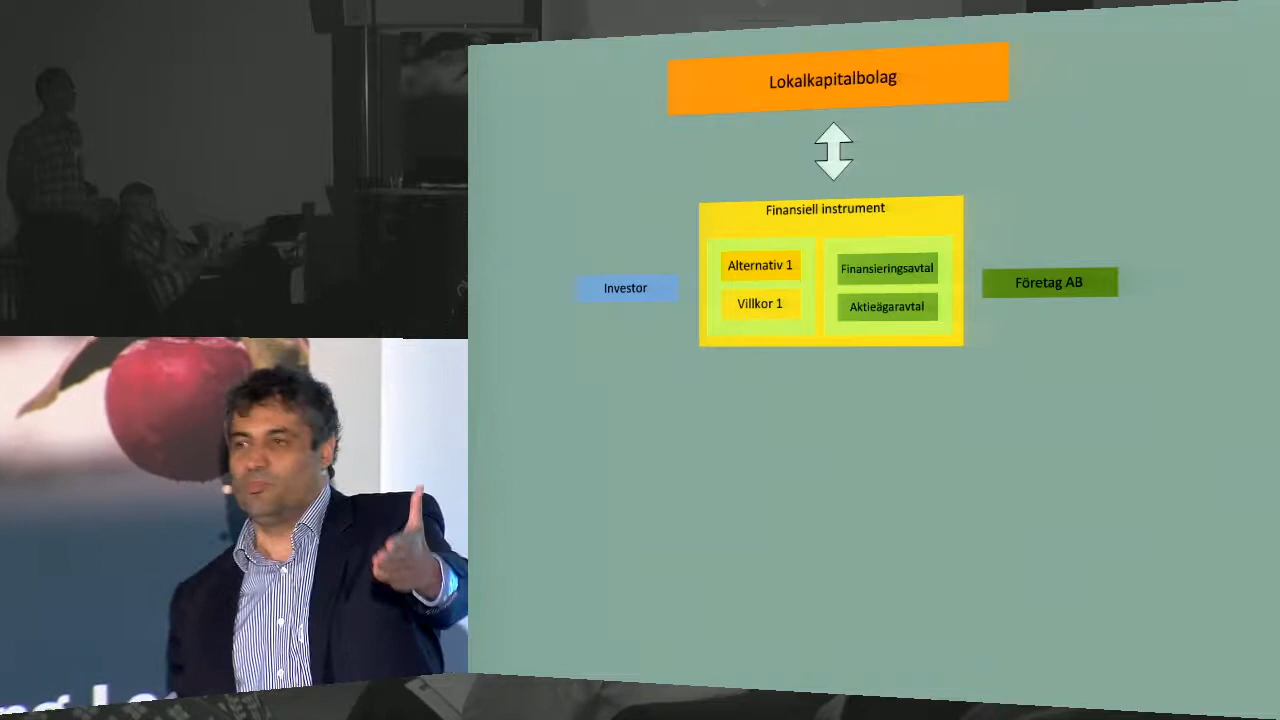 Lokalkapitalbolag
Finansiell instrument
Investor
Alternativ 1
Villkor 1
Finansieringsavtal
Aktieägaravtal
Företag AB